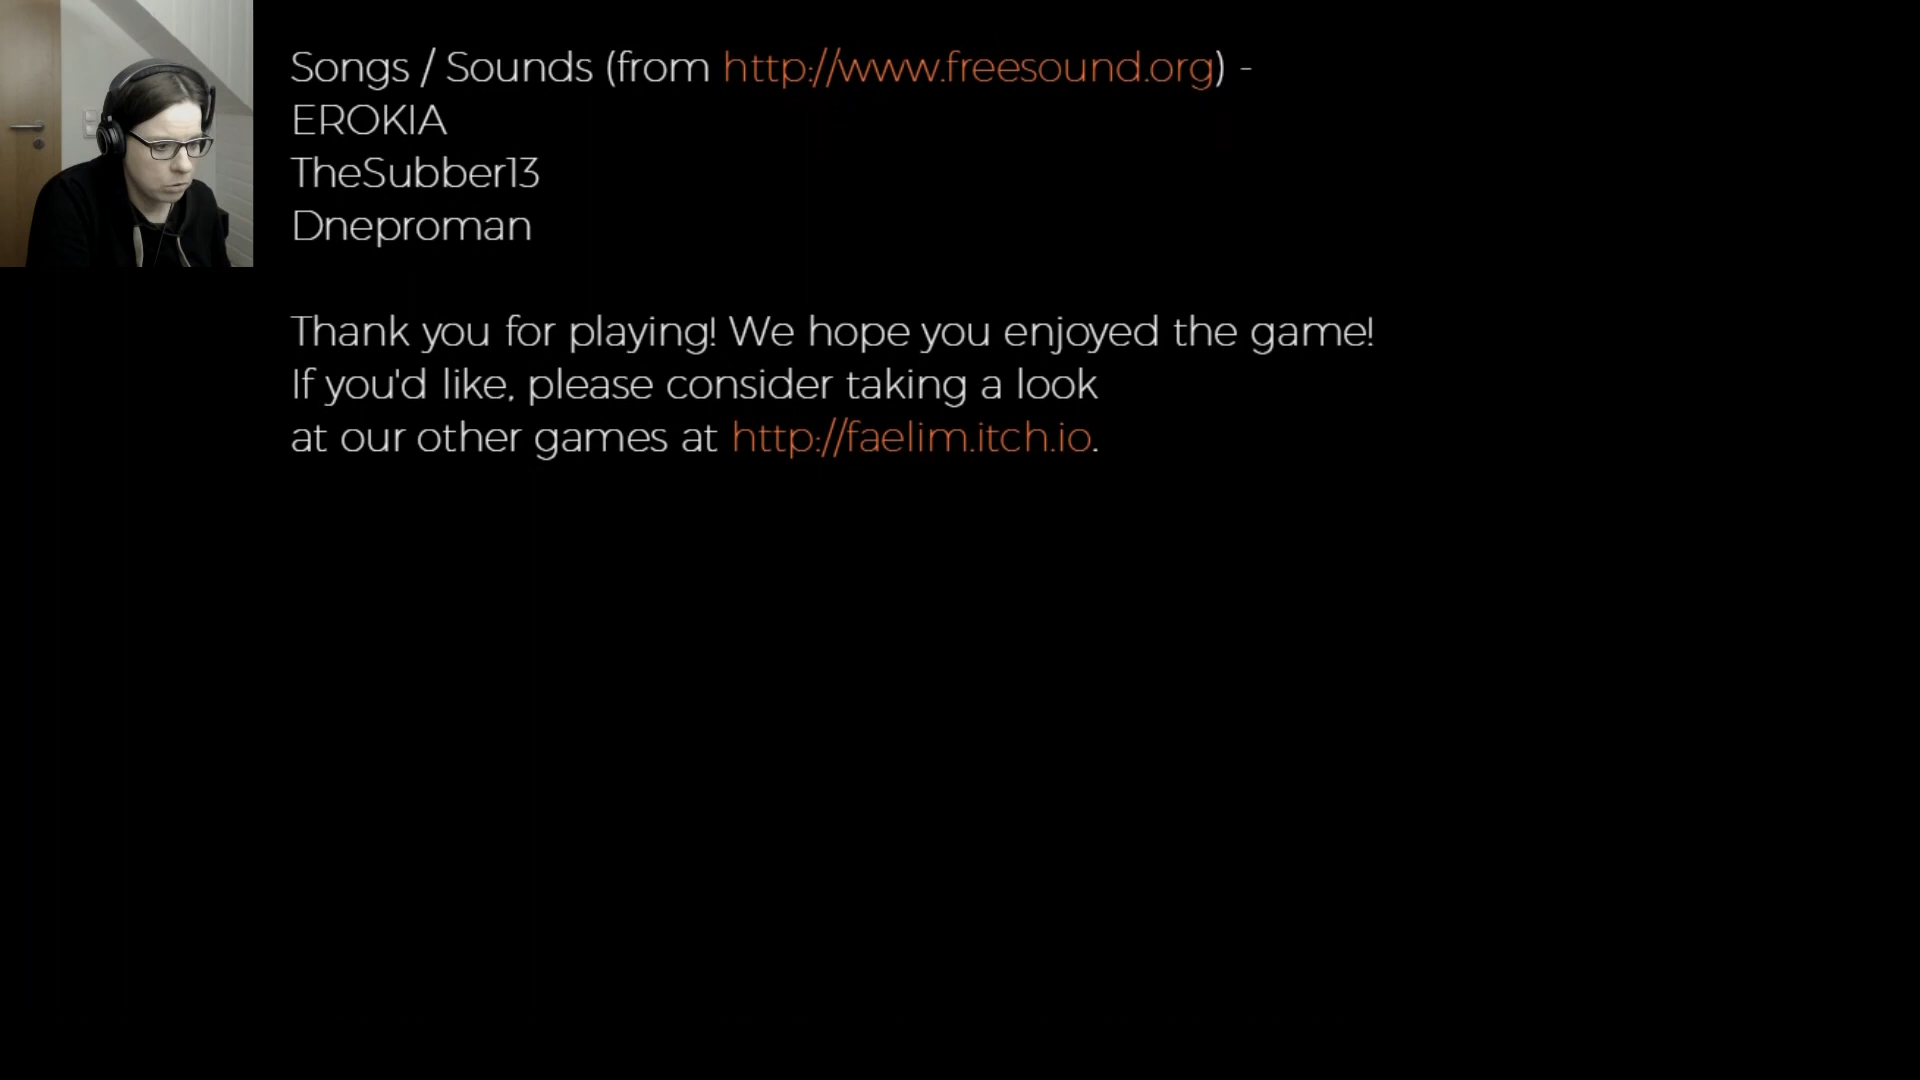 Songs / Sounds (from http://www.freesound.org) -
EROKIA
TheSubber13
Dneproman
Thank you for playing! We hope you enjoyed the game!
If you'd like, please consider taking a look
at our other games at http://faelim.itch.io.